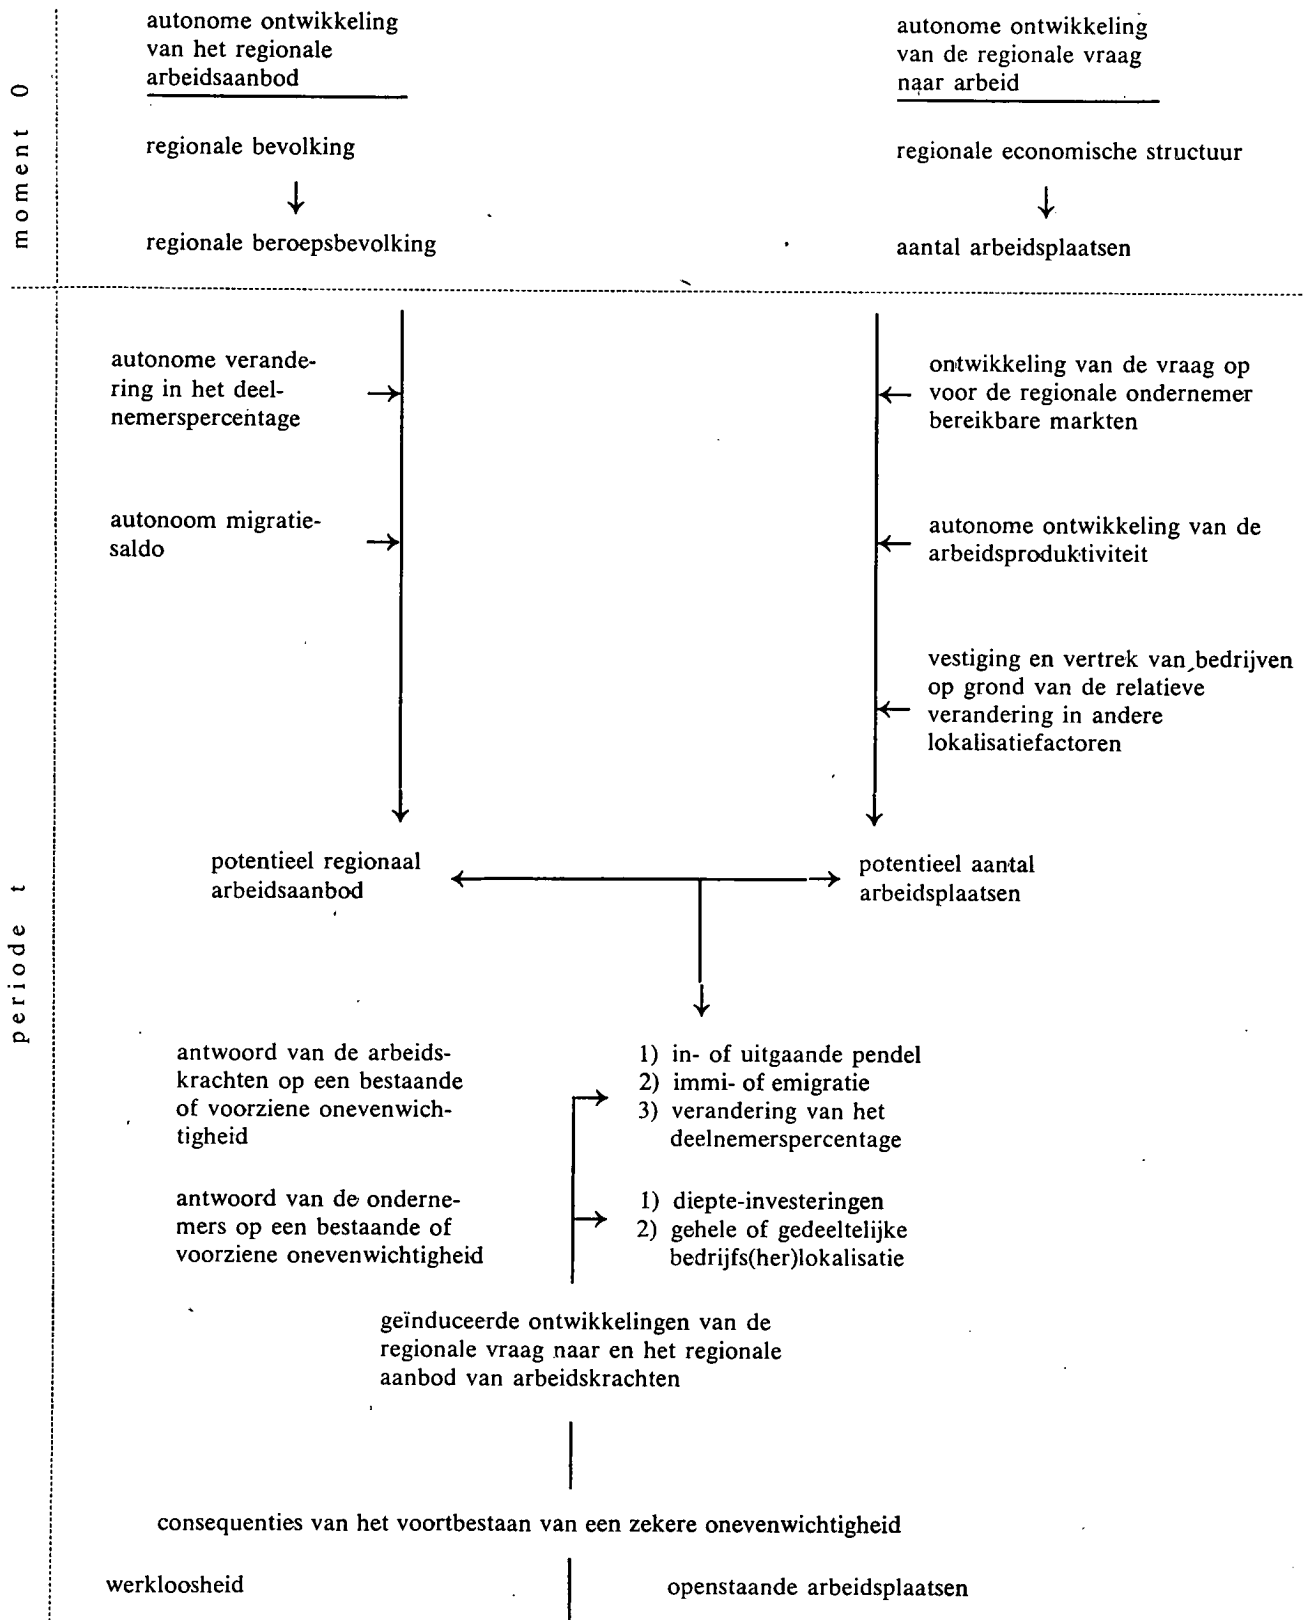 autonome ontwikkeling
van het regionale
arbeidsaanbod
autonome ontwikkeling
van de regionale vraag
naar arbeid
moment 0
regionale bevolking
regionale economische structuur
regionale beroepsbevolking
aantal arbeidsplaatsen
autonome verande-
ring in het deel-
nemerspercentage
ontwikkeling van de vraag op
voor de regionale ondernemer
bereikbare markten
autonoom migratie-
saldo
autonome ontwikkeling van de
arbeidsproduktiviteit
vestiging en vertrek van bedrijven
op grond van de relatieve
verandering in andere
lokalisatiefactoren
potentieel regionaal
arbeidsaanbod
potentieel aantal
arbeidsplaatsen
periode t
antwoord van de arbeids-
krachten op een bestaande
of voorziene onevenwich-
tigheid
1) in- of uitgaande pendel
2) immi- of emigratie
3) verandering van het
deelnemerspercentage
antwoord van de onderne-
mers op een bestaande of
voorziene onevenwichtigheid
1) diepte-investeringen
2) gehele of gedeeltelijke
bedrijfs(her)lokalisatie
geïnduceerde ontwikkelingen van de
regionale vraag naar en het regionale
aanbod van arbeidskrachten
consequenties van het voortbestaan van een zekere onevenwichtigheid
werkloosheid
openstaande arbeidsplaatsen